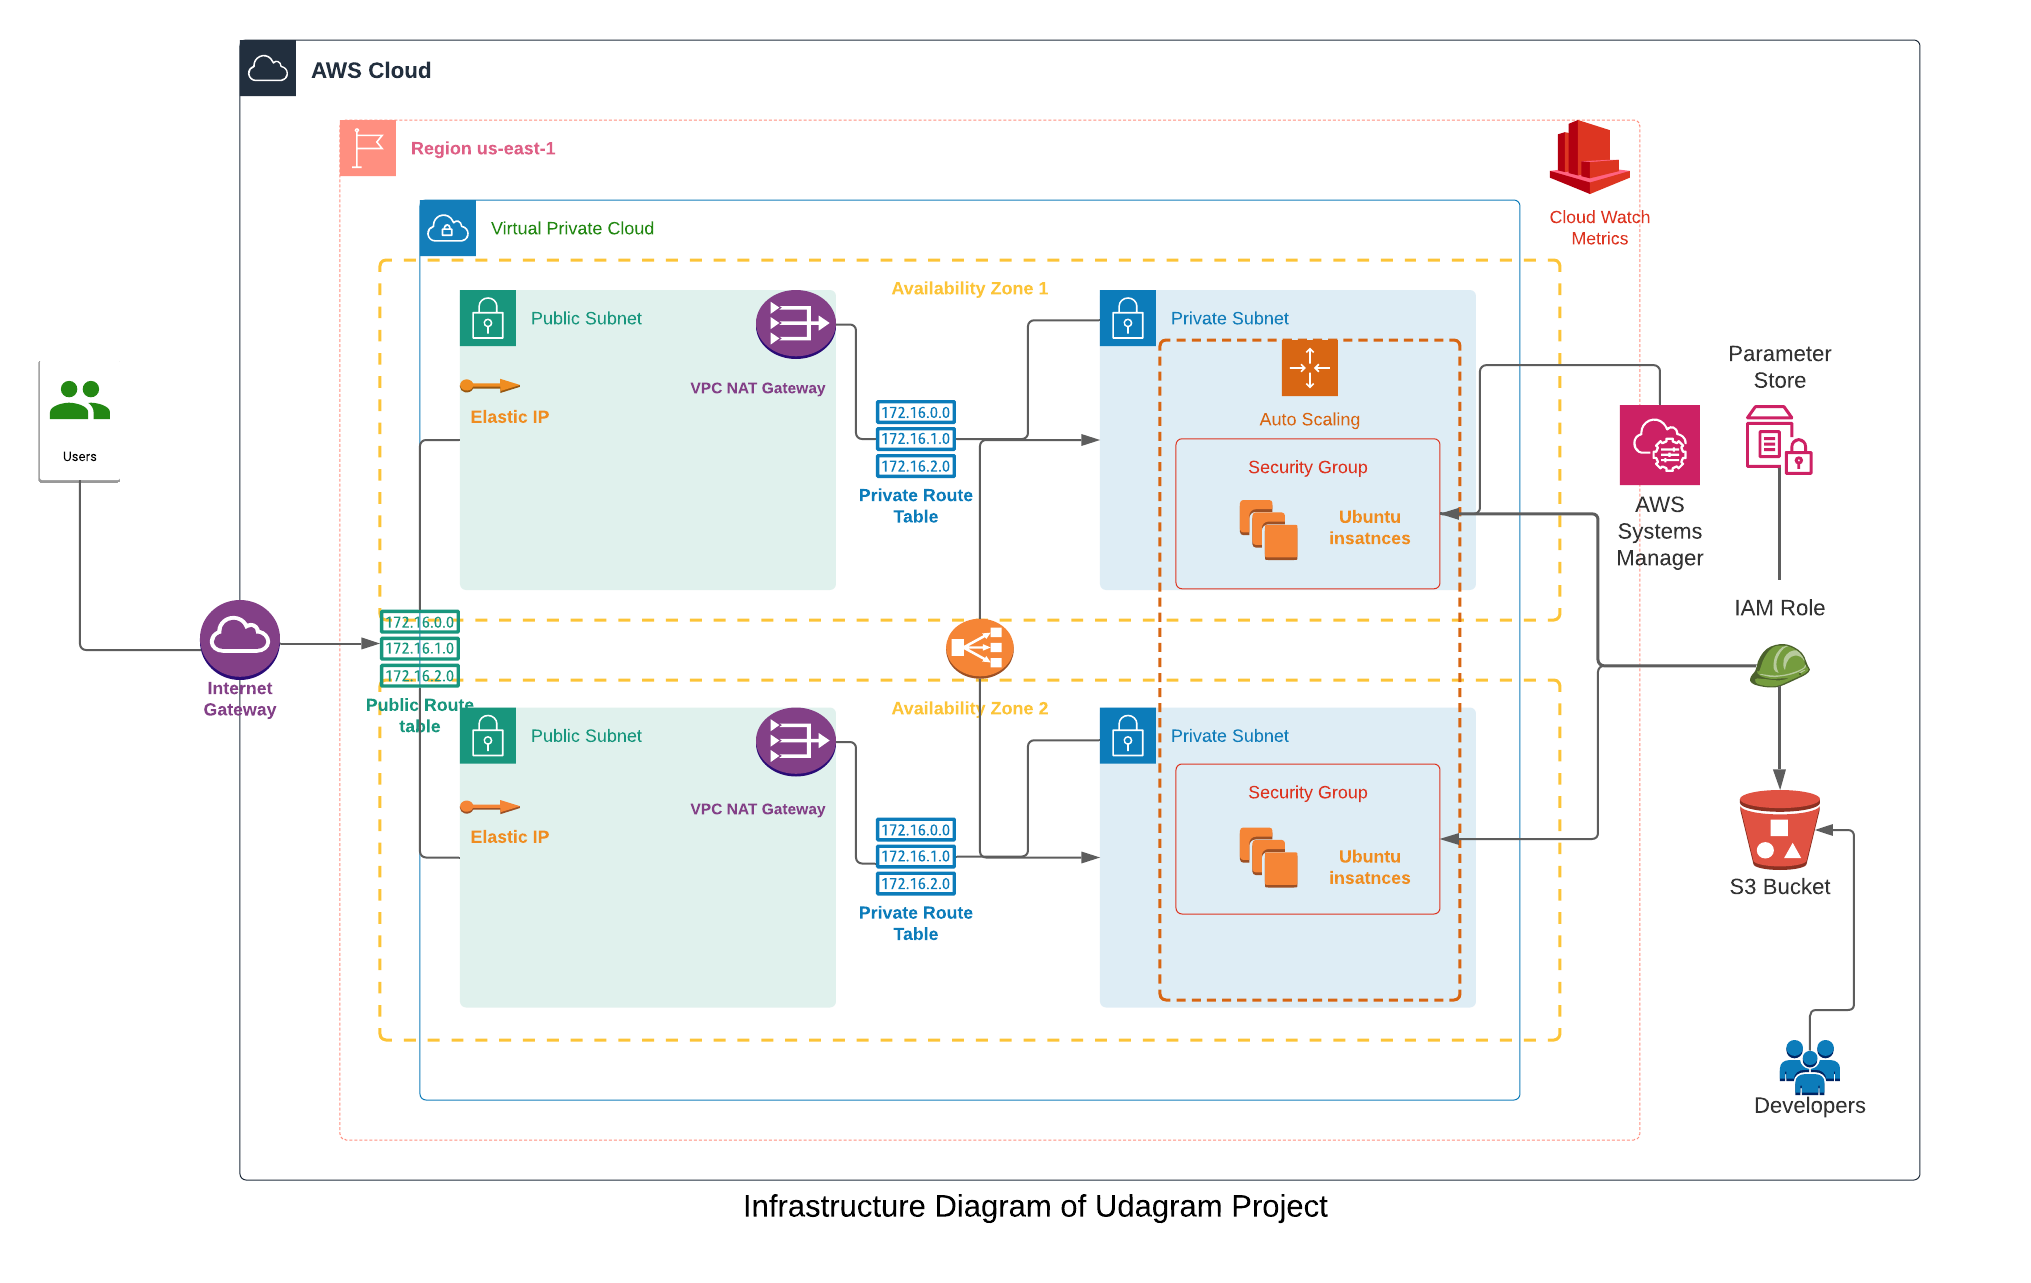 AWS Cloud
Region us-east-1
Cloud Watch
Metrics
Virtual Private Cloud
Availability Zone 1
Public Subnet
VPC NAT Gateway
Elastic IP
172.16.0.0
172.16.1.0
172.16.2.0
Private Route
Table
Private Subnet
Auto Scaling
Security Group
Ubuntu
insatnces
Parameter
Store
AWS
Systems
Manager
IAM Role
Users
Internet
Gateway
172.16.0.0
172.16.1.0
172.16.2.0
Public Route
table
Availability Zone 2
Public Subnet
VPC NAT Gateway
Elastic IP
172.16.0.0
172.16.1.0
172.16.2.0
Private Route
Table
Private Subnet
Security Group
Ubuntu
insatnces
S3 Bucket
Developers
Infrastructure Diagram of Udagram Project